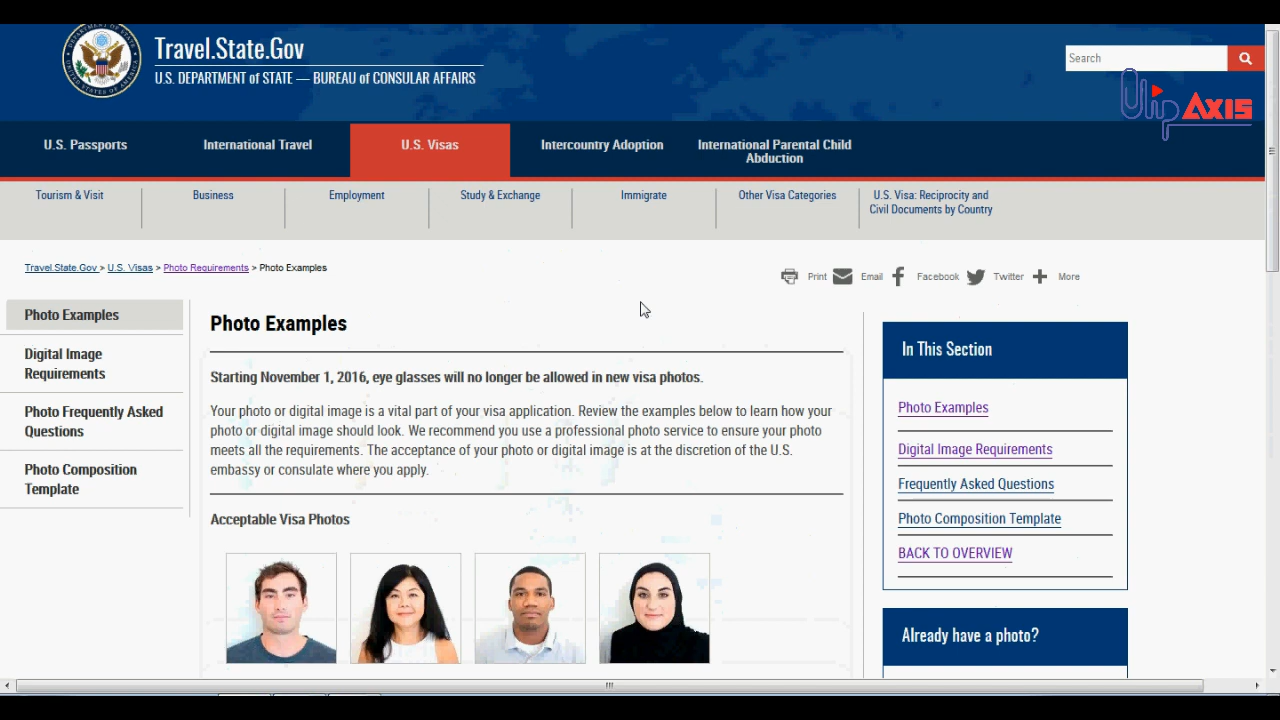 Travel.State.Gov
U.S. DEPARTMENT of STATE — BUREAU of CONSULAR AFFAIRS
Search
AXIS
U.S. Passports
International Travel
U.S. Visas
Intercountry Adoption
International Parental Child
Abduction
Tourism & Visit
Business
Employment
Study & Exchange
Immigrate
Other Visa Categories
U.S. Visa: Reciprocity and
Civil Documents by Country
Travel.State.Gov > U.S. Visas > Photo Requirements > Photo Examples
Print
Email
Facebook
Twitter
More
Photo Examples
Digital Image
Requirements
Photo Frequently Asked
Questions
Photo Composition
Template
Photo Examples
Starting November 1, 2016, eye glasses will no longer be allowed in new visa photos.
Your photo or digital image is a vital part of your visa application. Review the examples below to learn how your
photo or digital image should look. We recommend you use a professional photo service to ensure your photo
meets all the requirements. The acceptance of your photo or digital image is at the discretion of the U.S.
embassy or consulate where you apply.
Acceptable Visa Photos
In This Section
Photo Examples
Digital Image Requirements
Frequently Asked Questions
Photo Composition Template
BACK TO OVERVIEW
Already have a photo?